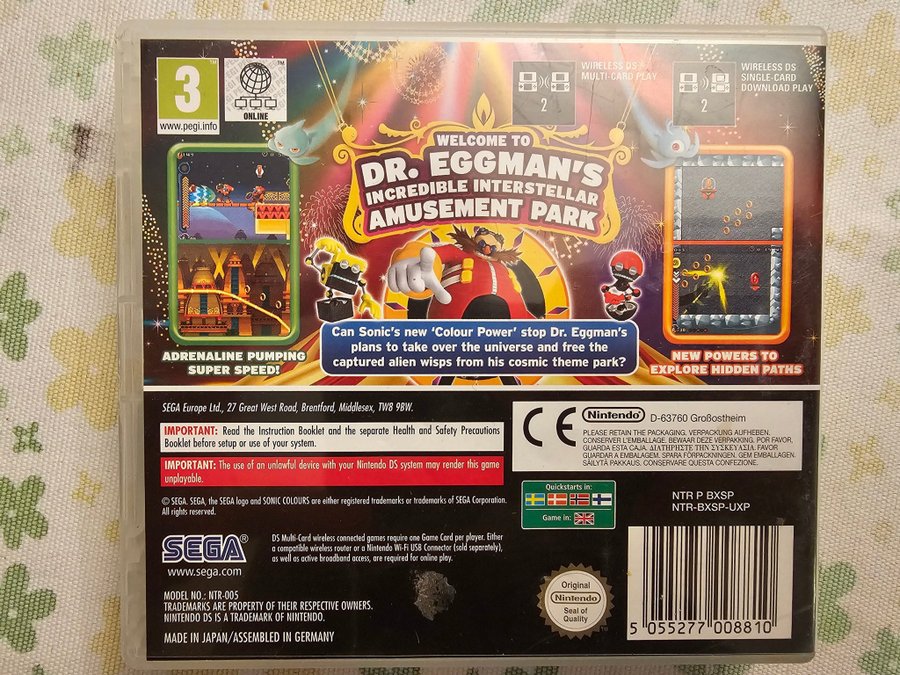 3
www.pegi.info
ONLINE
2
WIRELESS DS
MULTI-CARD PLAY
2
WIRELESS DS
SINGLE-CARD
DOWNLOAD PLAY
WELCOME TO
DR. EGGMAN'S
INCREDIBLE INTERSTELLAR
AMUSEMENT PARK
Can Sonic's new 'Colour Power' stop Dr. Eggman's
plans to take over the universe and free the
captured alien wisps from his cosmic theme park?
ADRENALINE PUMPING
SUPER SPEED!
NEW POWERS TO
EXPLORE HIDDEN PATHS
SEGA Europe Ltd., 27 Great West Road, Brentford, Middlesex, TW8 9BW.
IMPORTANT: Read the Instruction Booklet and the separate Health and Safety Precautions
Booklet before setup or use of your system.
IMPORTANT: The use of an unlawful device with your Nintendo DS system may render this game
unplayable.
© SEGA. SEGA, the SEGA logo and SONIC COLOURS are either registered trademarks or trademarks of SEGA Corporation.
All rights reserved.
CE
Nintendo® D-63760 Großostheim
PLEASE RETAIN THE PACKAGING. VERPACKUNG AUFHEBEN.
CONSERVER L'EMBALLAGE. BEWAAR DEZE VERPAKKING. POR FAVOR,
GUARDA ESTA CAJA. ΔΙΑΤΗΡΗΣΤΕ ΤΗΝ ΣΥΣΚΕΥΑΣΙΑ. POR FAVOR
GUARDAR A EMBALAGEM. SPARA FÖRPACKNINGEN. GEM EMBALLAGEN.
SÄILYTÄ PAKKAUS. CONSERVARE QUESTA CONFEZIONE.
Quickstarts in:
Game in:
NTR P BXSP
NTR-BXSP-UXP
SEGA®
www.sega.com
DS Multi-Card wireless connected games require one Game Card per player. Either
a compatible wireless router or a Nintendo Wi-Fi USB Connector (sold separately),
as well as active broadband access, are required for online play.
MODEL NO.: NTR-005
TRADEMARKS ARE PROPERTY OF THEIR RESPECTIVE OWNERS.
NINTENDO DS IS A TRADEMARK OF NINTENDO.
MADE IN JAPAN/ASSEMBLED IN GERMANY
Original
Nintendo
Seal of
Quality
5 055277 008810